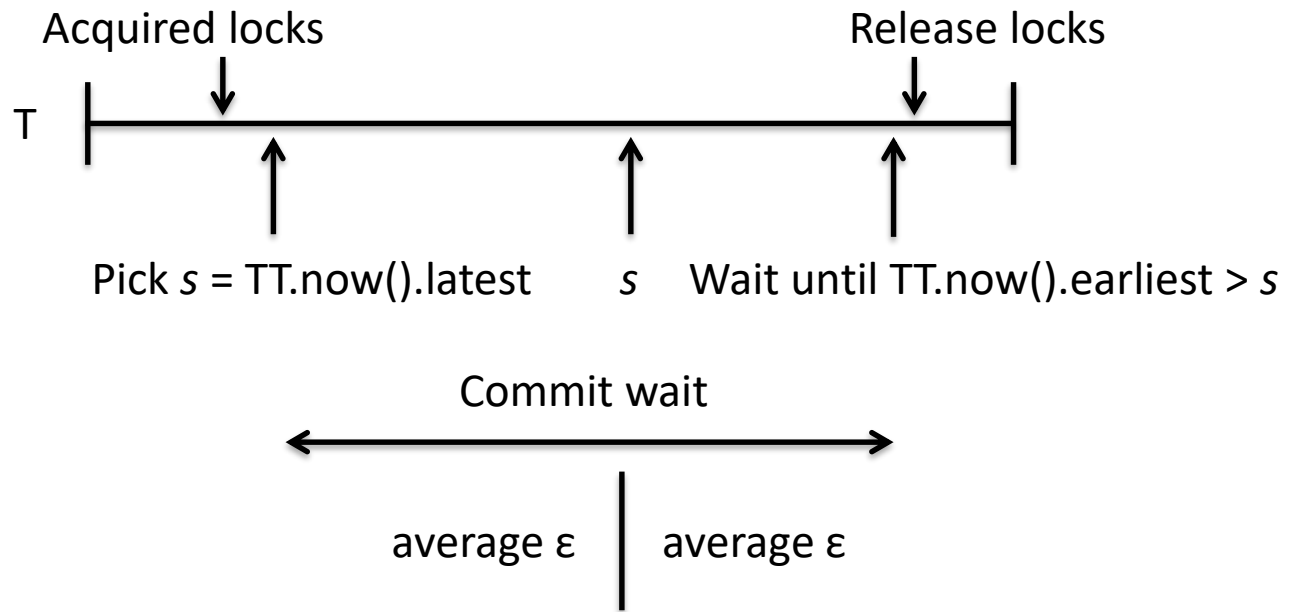 Acquired locks
Release locks
T
Pick s = TT.now().latest
s
Wait until TT.now().earliest > s
Commit wait
average ε
average ε